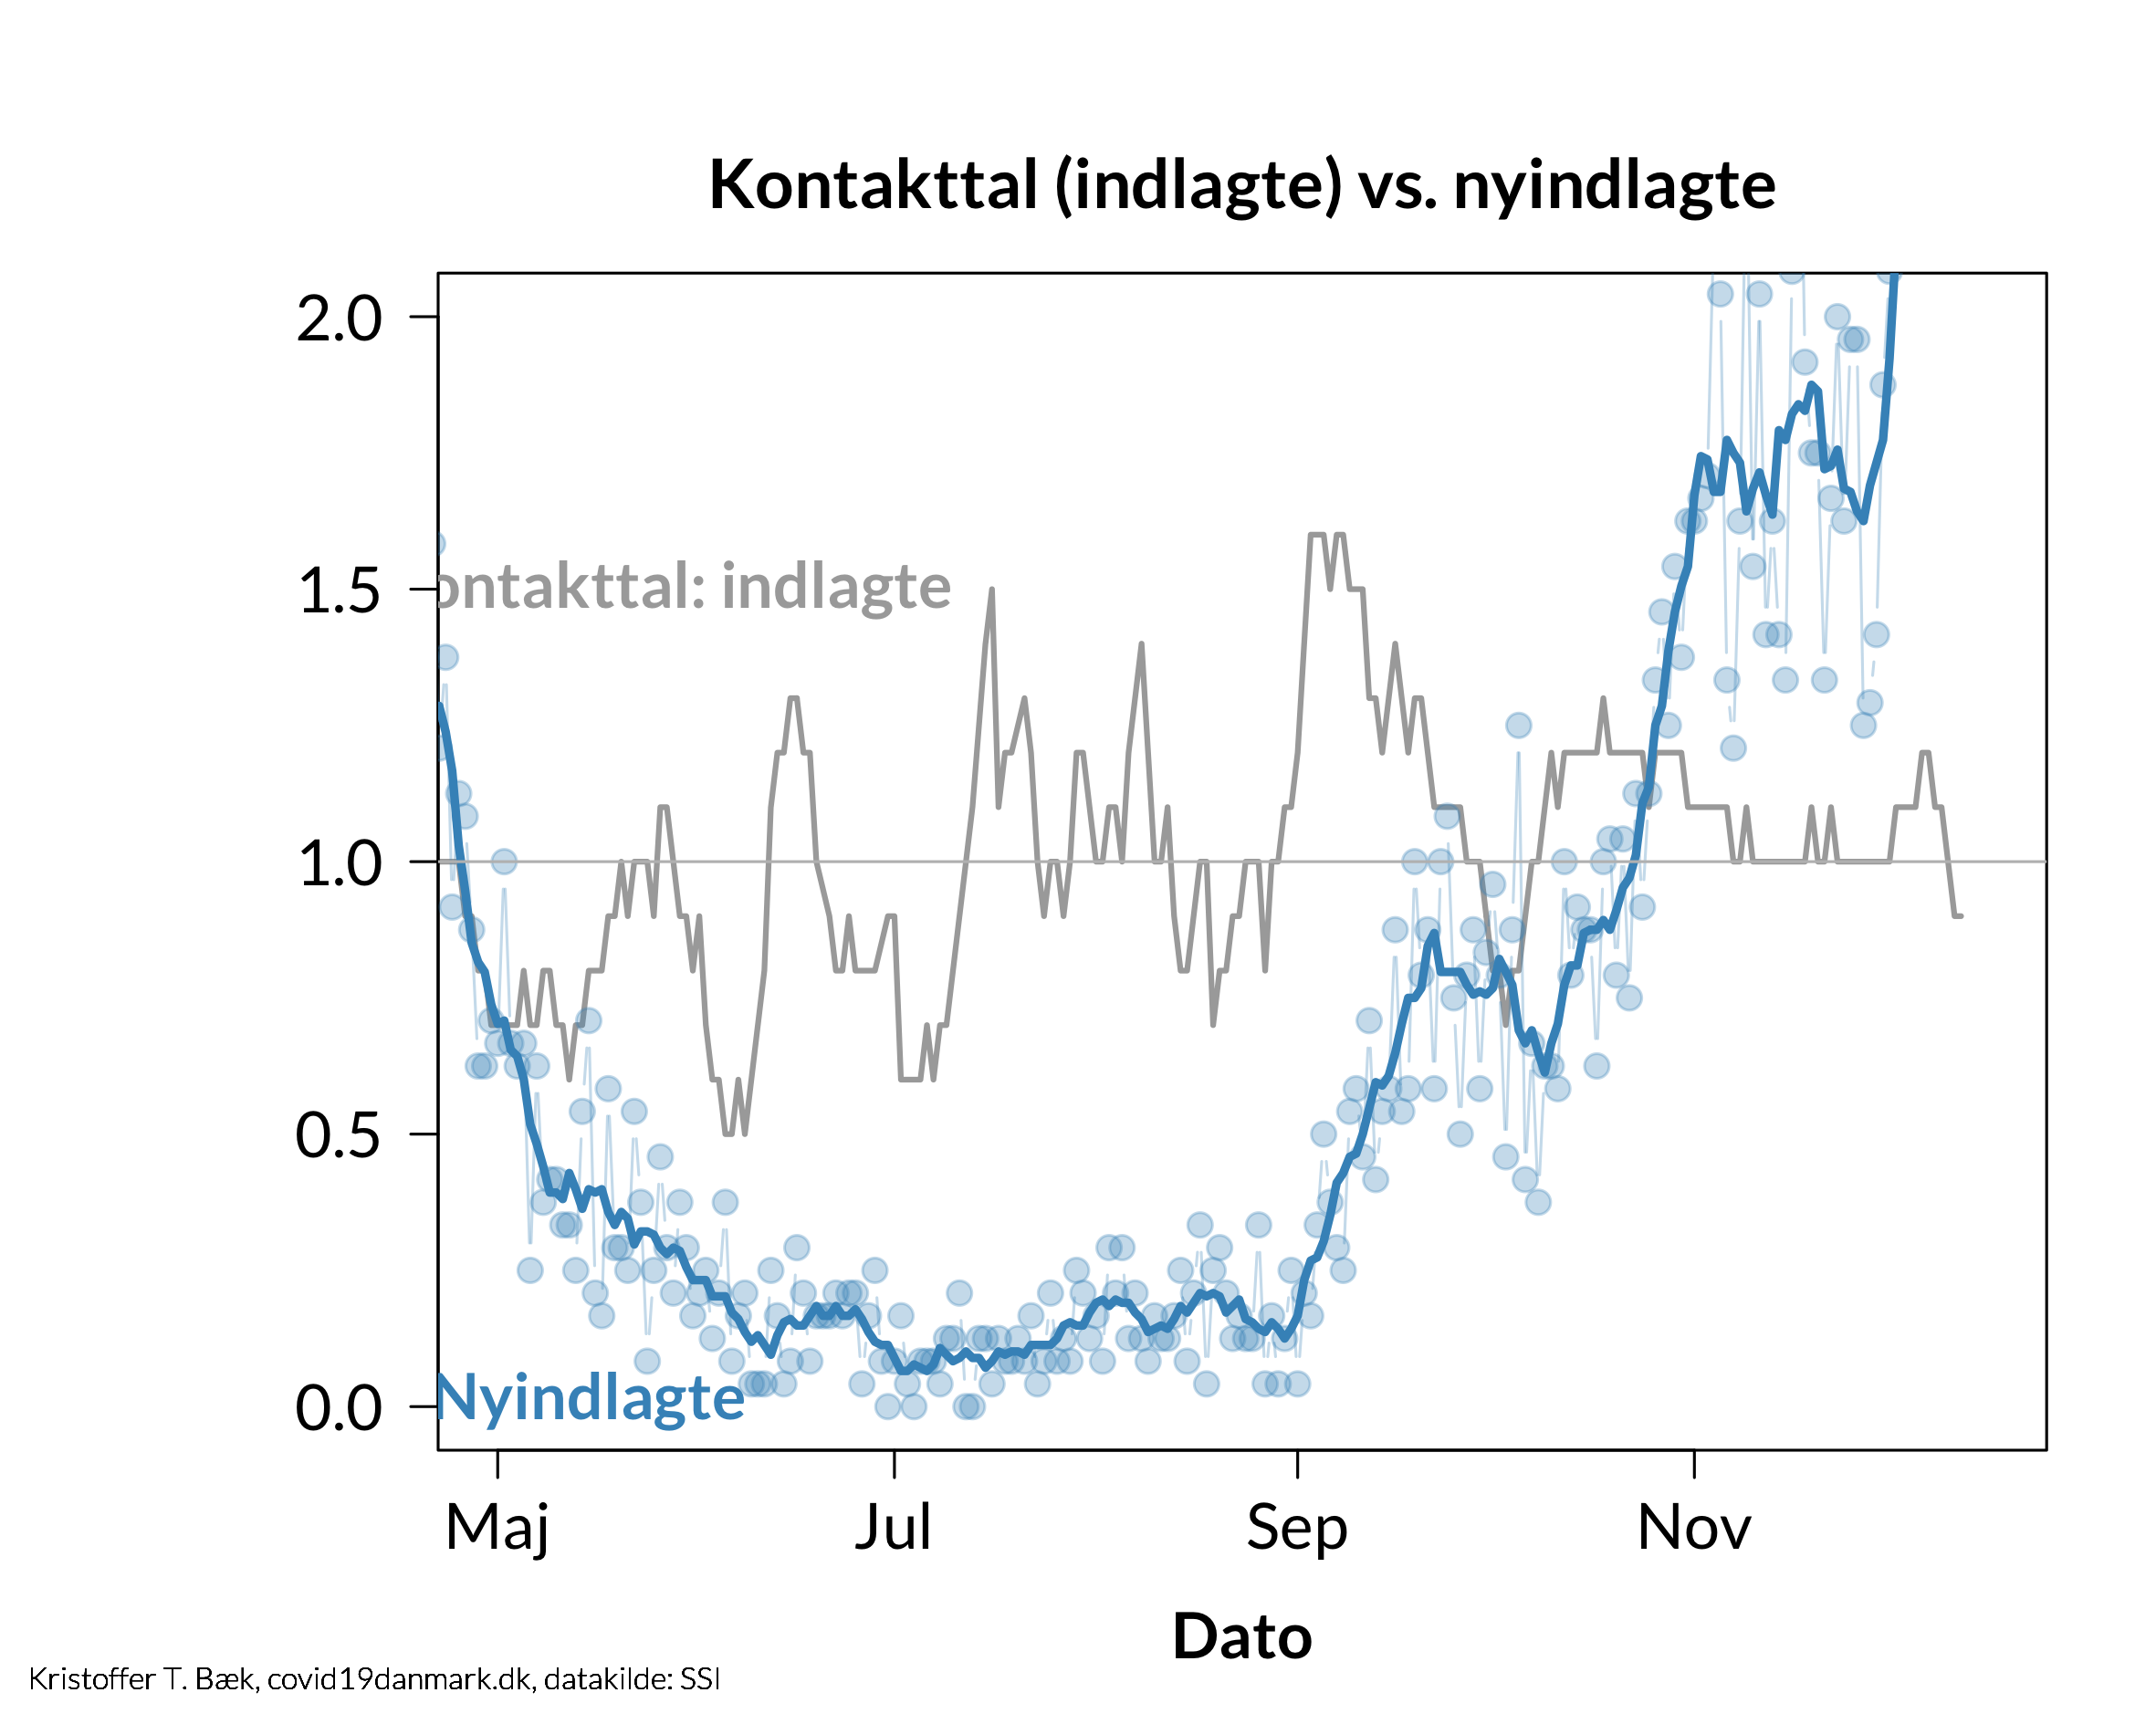 Kontakttal (indlagte) vs. nyindlagte
2.0
1.5
ontakttal: indlagte
1.0
0.5
0.0
Nyindlagte
Maj Jul Sep Nov
Dato
Kristoffer T. Bæk, covid19danmark.dk, datakilde: SSI